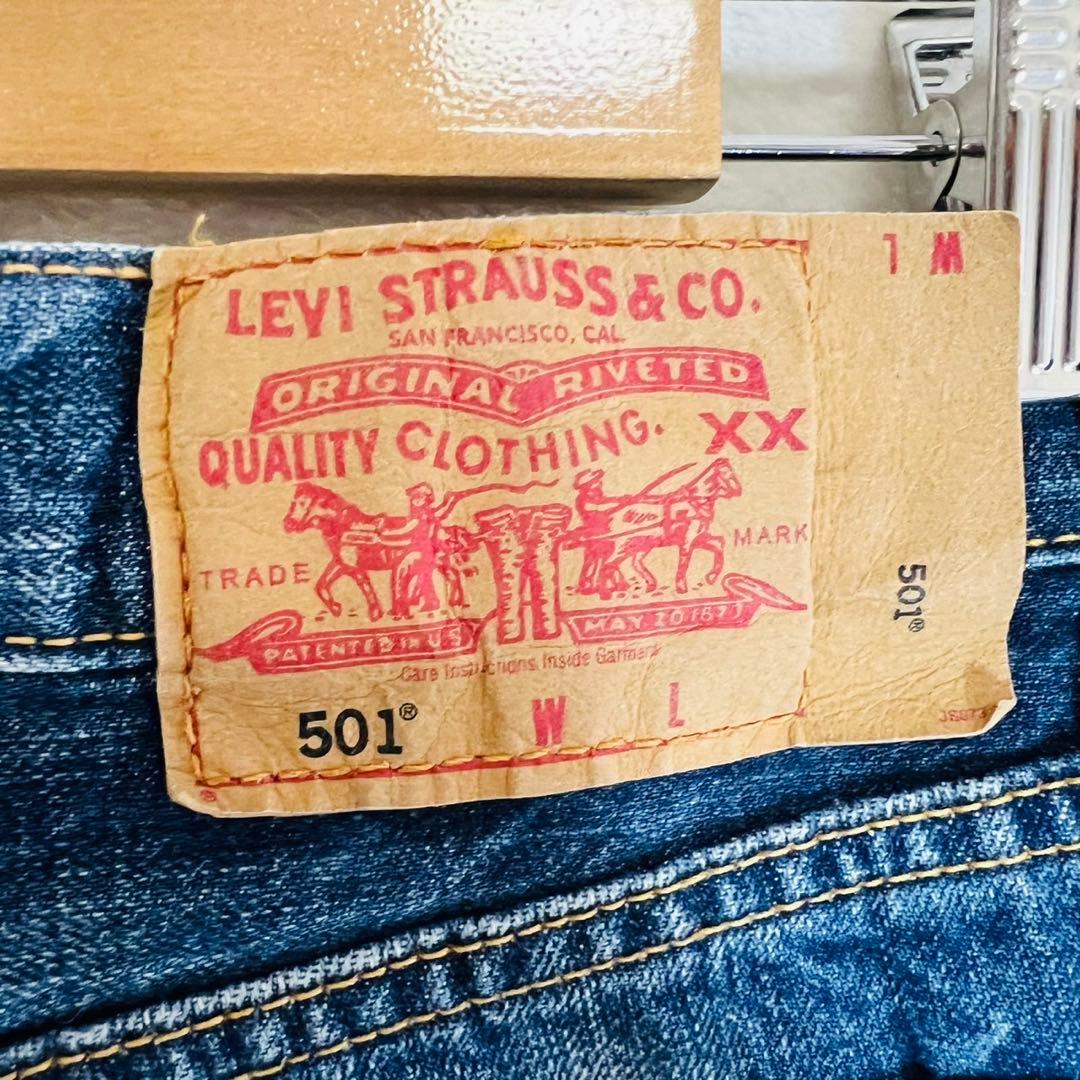 LEVI STRAUSS & CO.
SAN FRANCISCO, CAL
ORIGINAL RIVETED
QUALITY CLOTHING. XX
TRADE MARK
PATENTED IN U.S MAY 20 1873
Care Instructions Inside Garment
501® W L
®
W L
501®